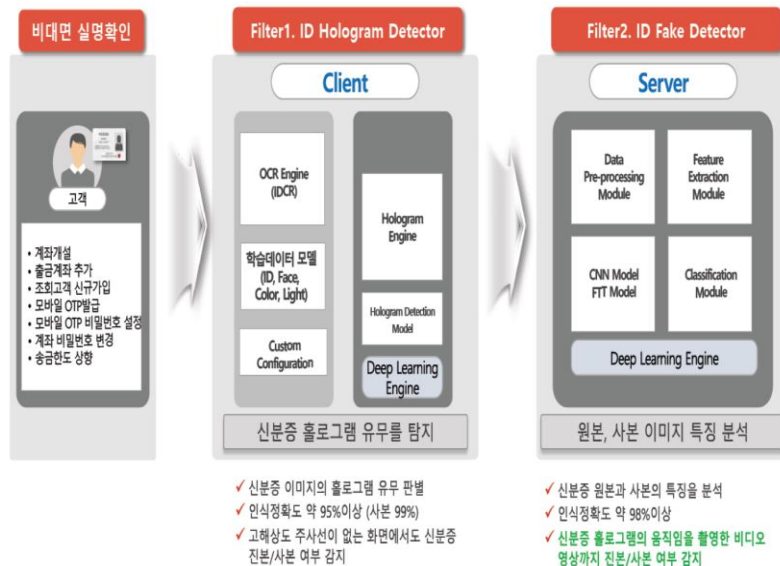 비대면 실명확인
고객
• 계좌개설
• 출금계좌 추가
• 조회고객 신규가입
• 모바일 OTP발급
• 모바일 OTP 비밀번호 설정
• 계좌 비밀번호 변경
• 송금한도 상향
Filter1. ID Hologram Detector
Client
OCR Engine
(IDCR)
학습데이터 모델
(ID, Face,
Color, Light)
Custom
Configuration
Hologram
Engine
Hologram Detection
Model
Deep Learning
Engine
신분증 홀로그램 유무를 탐지
✓ 신분증 이미지의 홀로그램 유무 판별
✓ 인식정확도 약 95%이상 (사본 99%)
✓ 고해상도 주사선이 없는 화면에서도 신분증
진본/사본 여부 감지
Filter2. ID Fake Detector
Server
Data
Pre-processing
Module
Feature
Extraction
Module
CNN Model
FTT Model
Classification
Module
Deep Learning Engine
원본, 사본 이미지 특징 분석
✓ 신분증 원본과 사본의 특징을 분석
✓ 인식정확도 약 98%이상
✓ 신분증 홀로그램의 움직임을 촬영한 비디오
영상까지 진본/사본 여부 감지